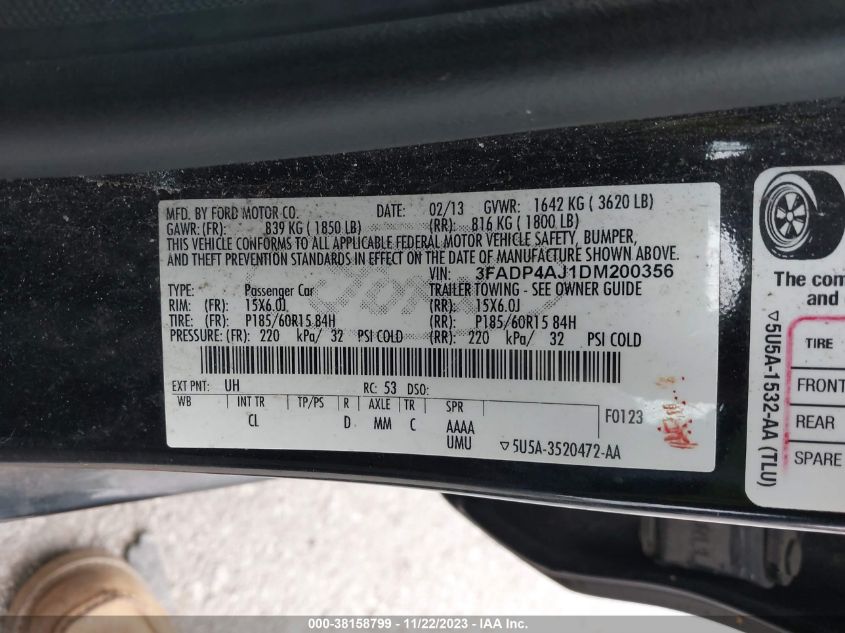 MFD. BY FORD MOTOR CO. DATE: 02/13 GVWR: 1642 KG ( 3620 LB)
GAWR: (FR): 839 KG ( 1850 LB) (RR): 816 KG ( 1800 LB)
THIS VEHICLE CONFORMS TO ALL APPLICABLE FEDERAL MOTOR VEHICLE SAFETY, BUMPER,
AND THEFT PREVENTION STANDARDS IN EFFECT ON THE DATE OF MANUFACTURE SHOWN ABOVE.
VIN: 3FADP4AJ1DM200356
TYPE: Passenger Car TRAILER TOWING - SEE OWNER GUIDE
RIM: (FR): 15X6.0J (RR): 15X6.0J
TIRE: (FR): P185/60R15 84H (RR): P185/60R15 84H
PRESSURE: (FR): 220 kPa/ 32 PSI COLD (RR): 220 kPa/ 32 PSI COLD
EXT PNT: UH RC: 53 DSO:
WB INT TR TP/PS R AXLE TR SPR F0123
CL D MM C AAAA
UMU ▽5U5A-3520472-AA
The com
and
TIRE
FRONT
REAR
SPARE
▽5U5A-1532-AA (TLU)
000-38158799 - 11/22/2023 - IAA Inc.